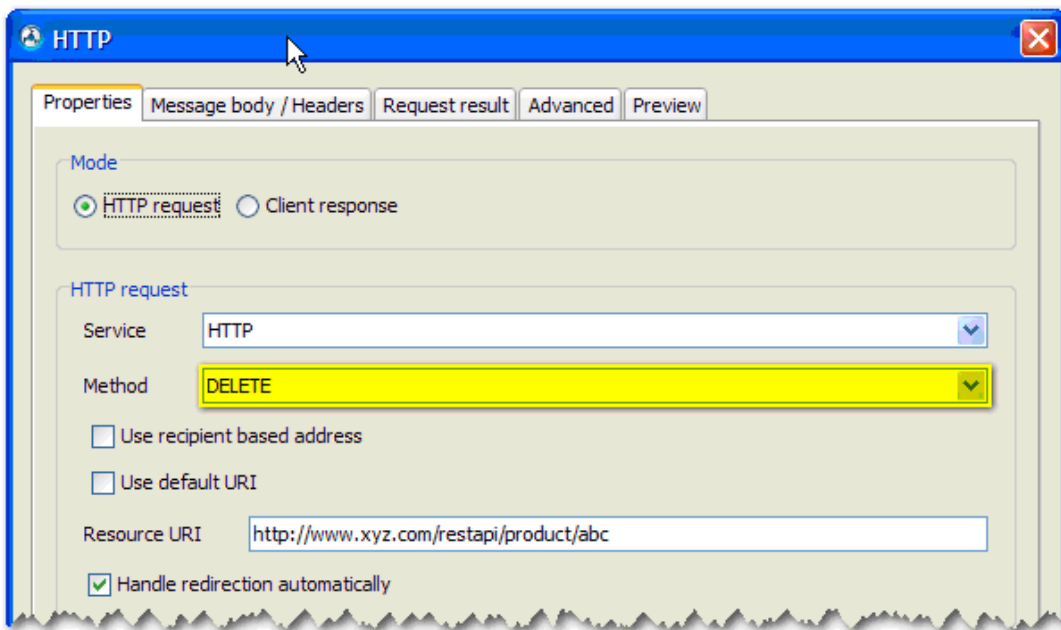 HTTP
Properties Message body / Headers Request result Advanced Preview
Mode
HTTP request Client response
HTTP request
Service HTTP
Method DELETE
Use recipient based address
Use default URI
Resource URI http://www.xyz.com/restapi/product/abc
Handle redirection automatically